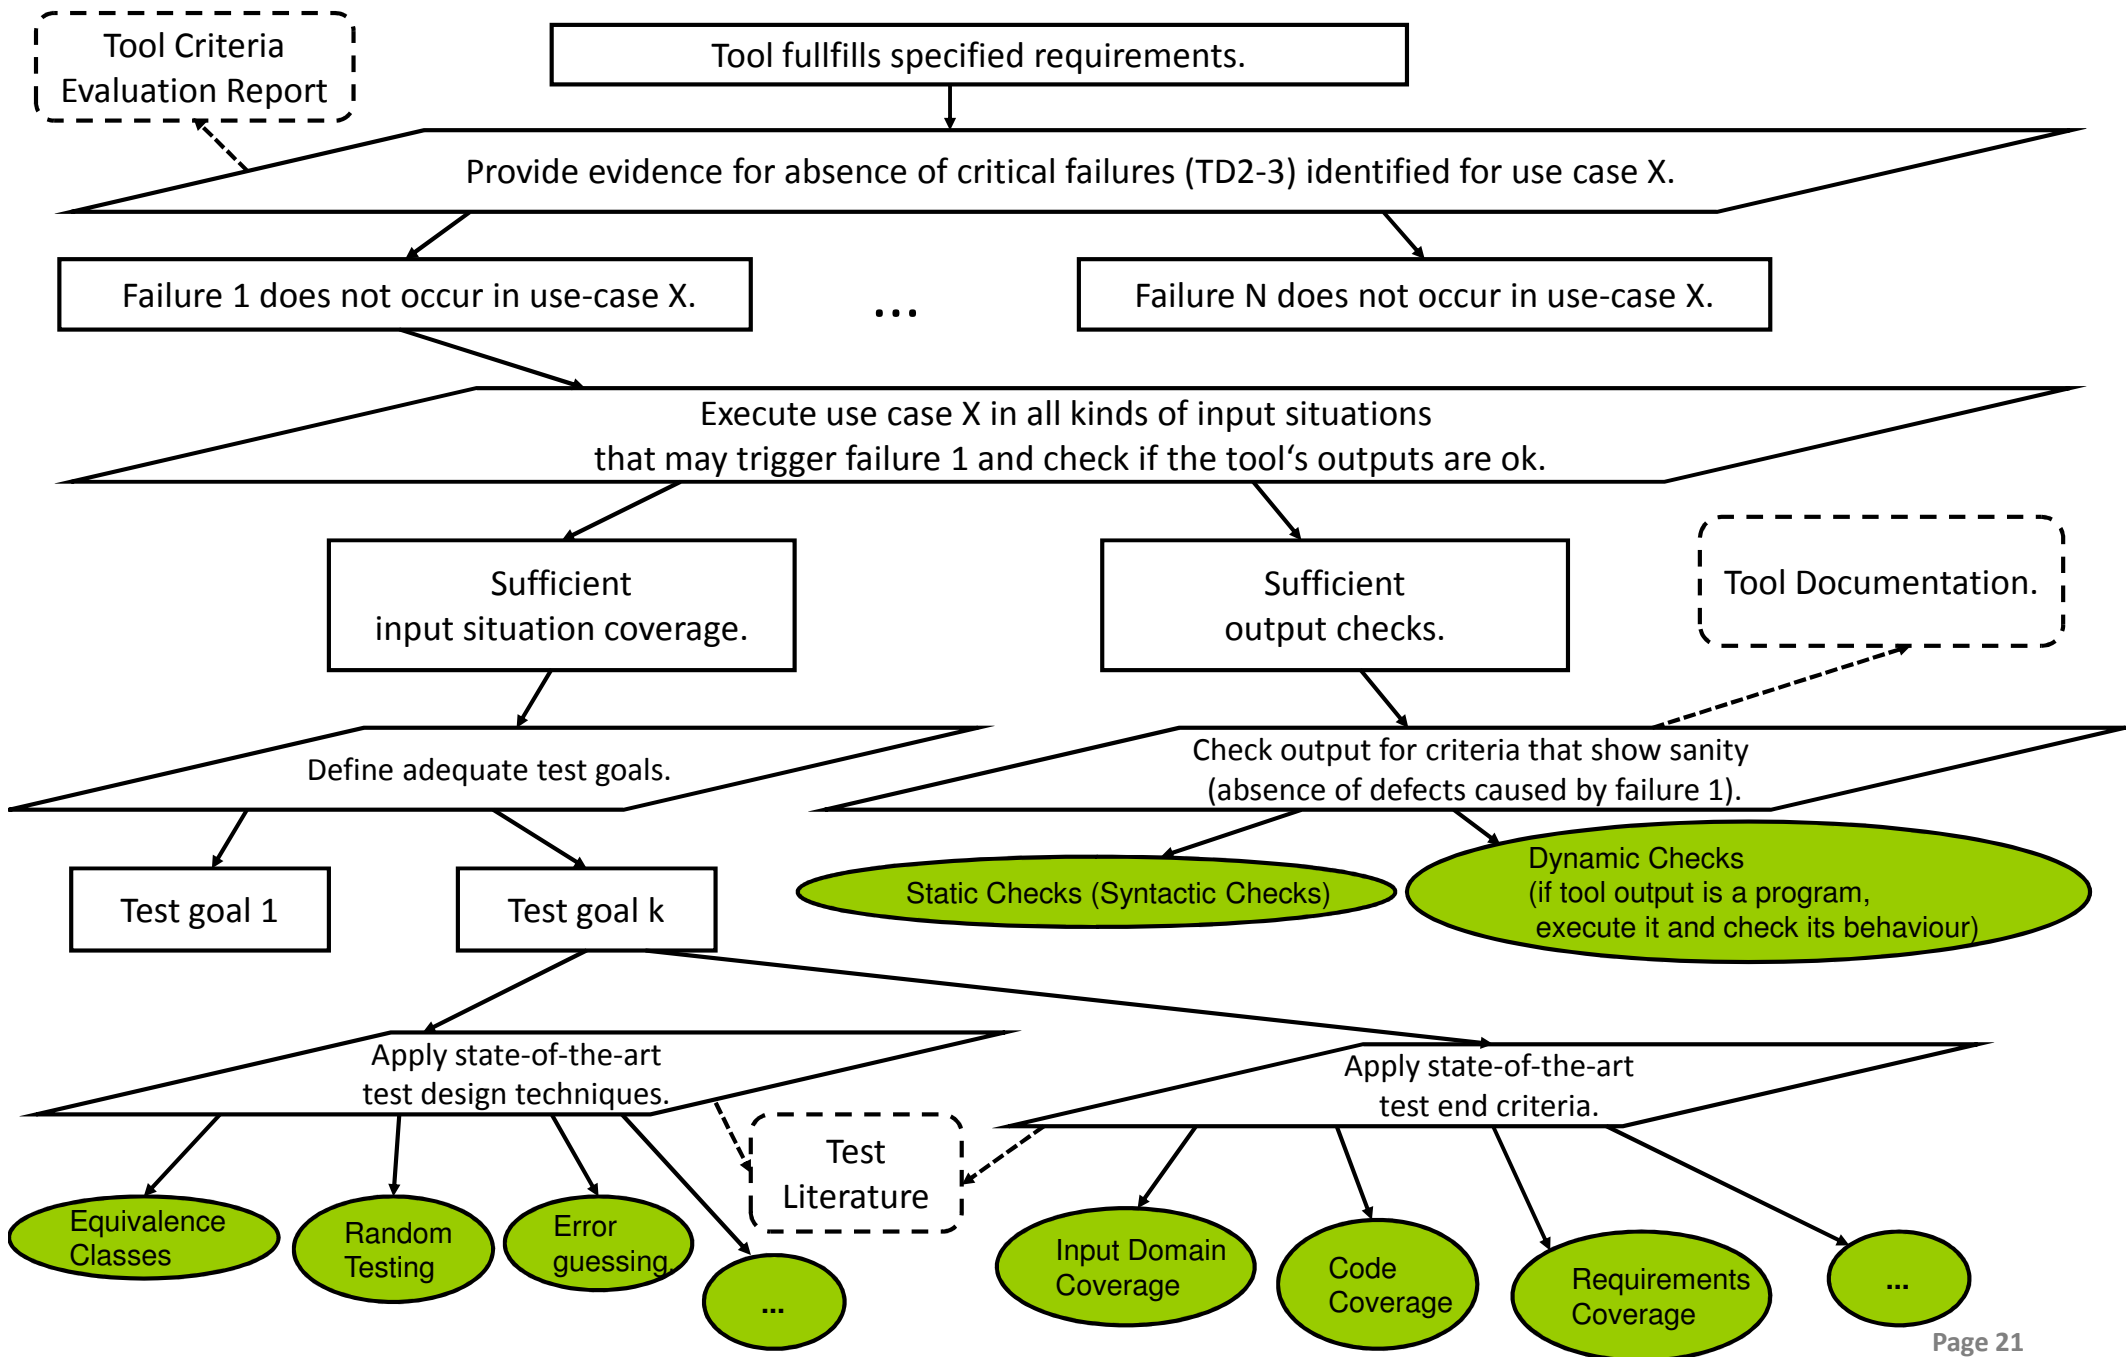 Tool Criteria
Evaluation Report
Tool fullfills specified requirements.
Provide evidence for absence of critical failures (TD2-3) identified for use case X.
Failure 1 does not occur in use-case X.
...
Failure N does not occur in use-case X.
Execute use case X in all kinds of input situations
that may trigger failure 1 and check if the tool‘s outputs are ok.
Sufficient
input situation coverage.
Sufficient
output checks.
Tool Documentation.
Define adequate test goals.
Check output for criteria that show sanity
(absence of defects caused by failure 1).
Test goal 1
Test goal k
Static Checks (Syntactic Checks)
Dynamic Checks
(if tool output is a program,
execute it and check its behaviour)
Apply state-of-the-art
test design techniques.
Apply state-of-the-art
test end criteria.
Test
Literature
Equivalence
Classes
Random
Testing
Error
guessing.
...
Input Domain
Coverage
Code
Coverage
Requirements
Coverage
...
Page 21